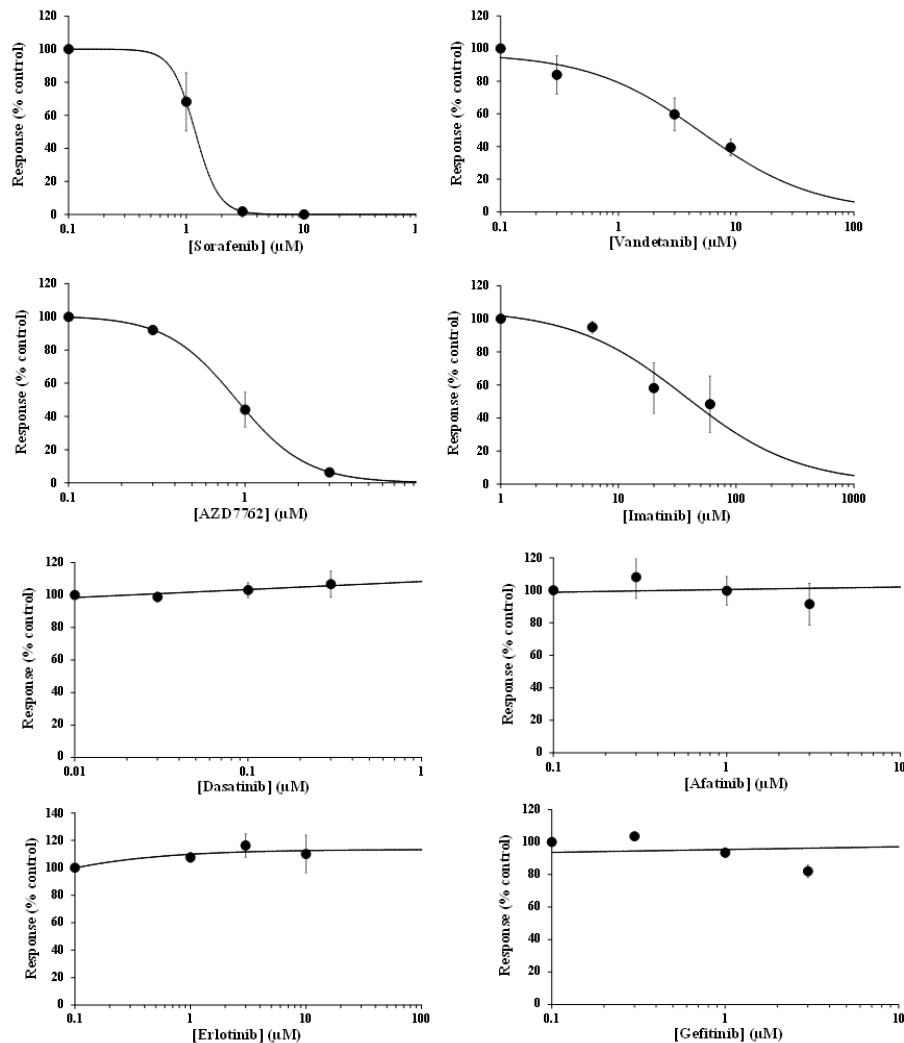 Response (% control)
120
100
80
60
40
20
0
0.1 1 10 1
[Sorafenib] (µM)
Response (% control)
120
100
80
60
40
20
0
0.1 1 10 100
[Vandetanib] (µM)
Response (% control)
120
100
80
60
40
20
0
0.1 1
[AZD7762] (µM)
Response (% control)
120
100
80
60
40
20
0
1 10 100 1000
[Imatinib] (µM)
Response (% control)
120
100
80
60
40
20
0
0.01 0.1 1
[Dasatinib] (µM)
Response (% control)
120
100
80
60
40
20
0
0.1 1 10
[Afatinib] (µM)
Response (% control)
140
120
100
80
60
40
20
0
0.1 1 10 100
[Erlotinib] (µM)
Response (% control)
120
100
80
60
40
20
0
0.1 1 10
[Gefitinib] (µM)